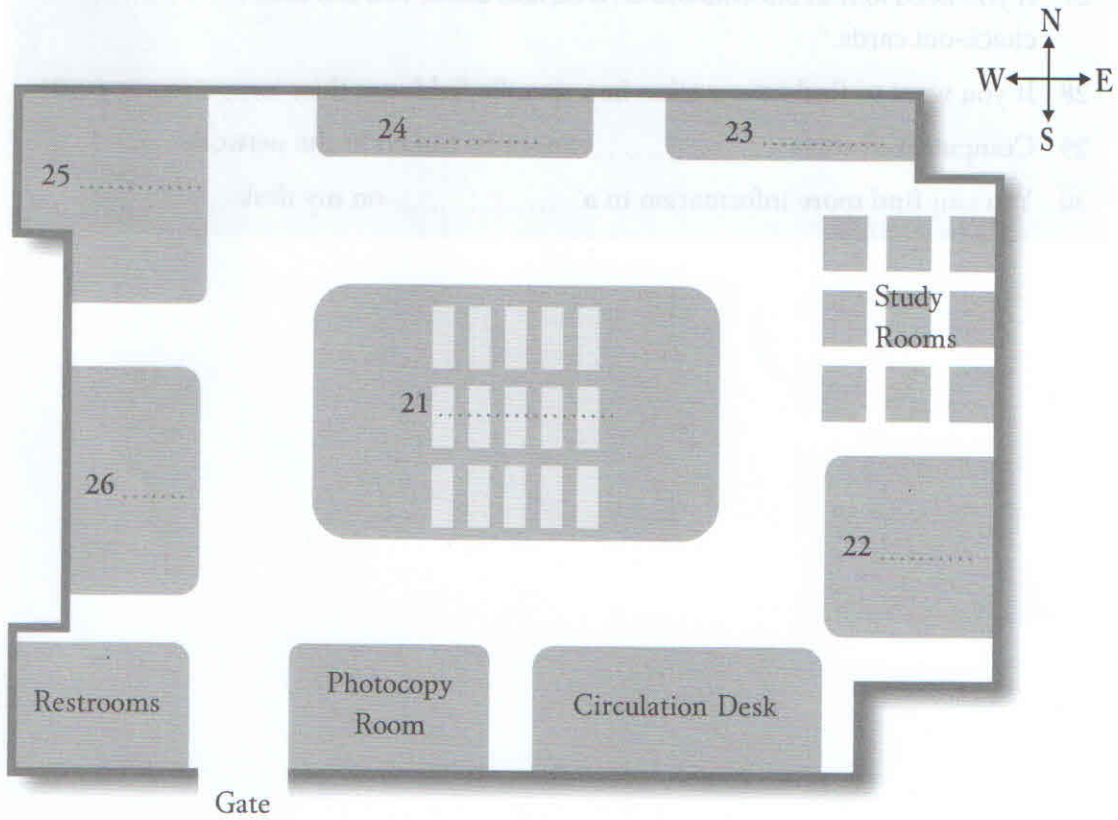 N
W E
S
24 ....................
23 ....................
25 ....................
Study
Rooms
21 ....................
26 ..........
22 ....................
Restrooms
Photocopy
Room
Circulation Desk
Gate